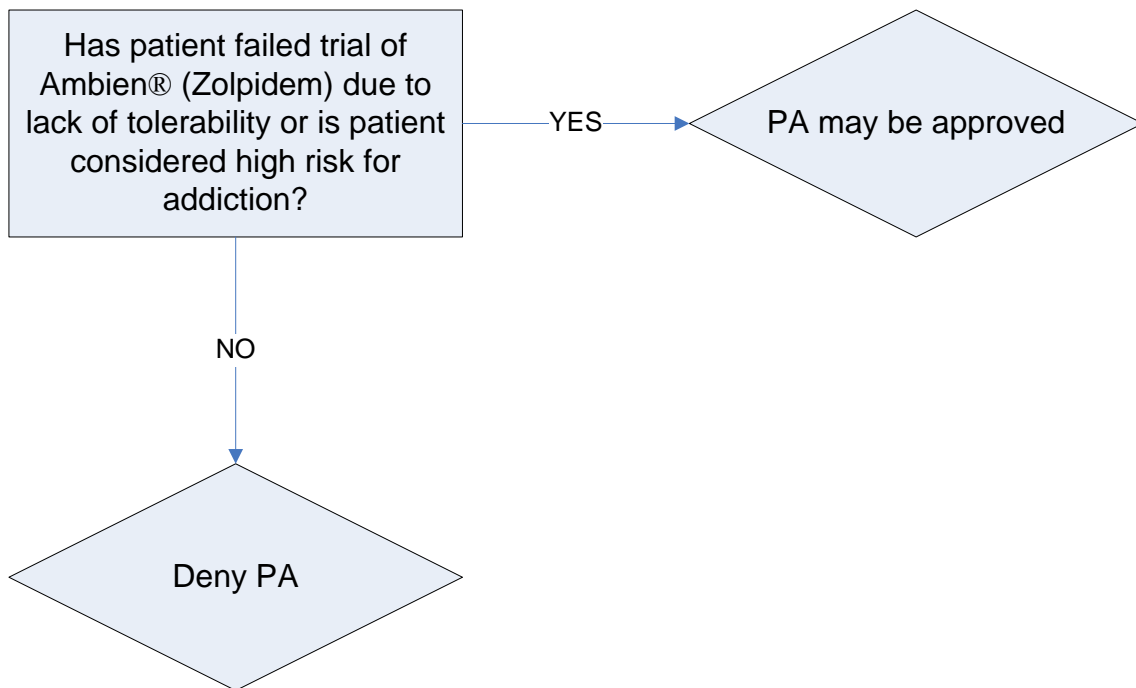 Has patient failed trial of
Ambien® (Zolpidem) due to
lack of tolerability or is patient
considered high risk for
addiction?
YES
PA may be approved
NO
Deny PA